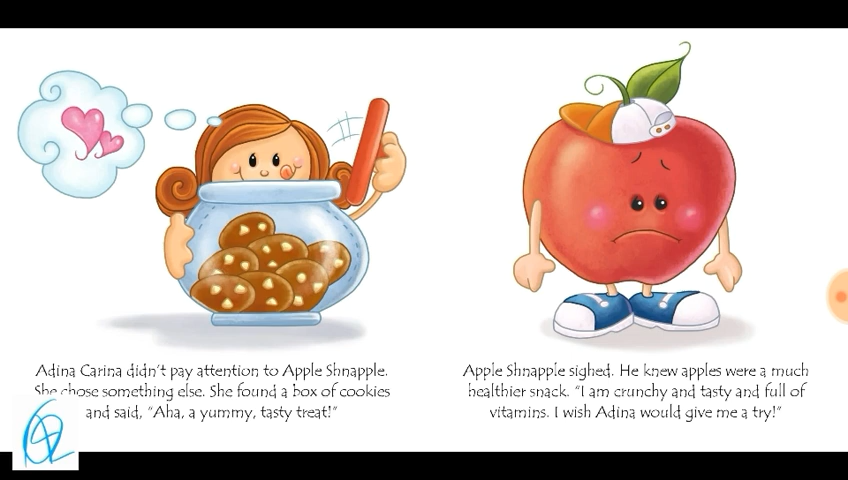 Adina Carina didn't pay attention to Apple Shnapple.
She chose something else. She found a box of cookies
and said, "Aha, a yummy, tasty treat!"
Apple Shnapple sighed. He knew apples were a much
healthier snack. "I am crunchy and tasty and full of
vitamins. I wish Adina would give me a try!"